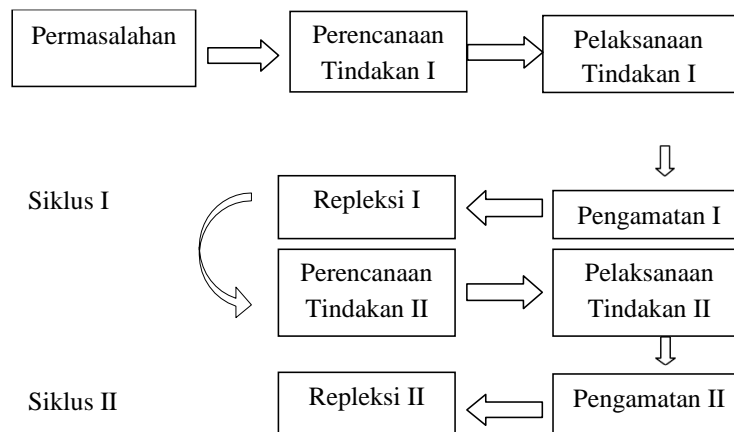 Permasalahan
Perencanaan
Tindakan I
Pelaksanaan
Tindakan I
Siklus I
Repleksi I
Pengamatan I
Perencanaan
Tindakan II
Pelaksanaan
Tindakan II
Siklus II
Repleksi II
Pengamatan II